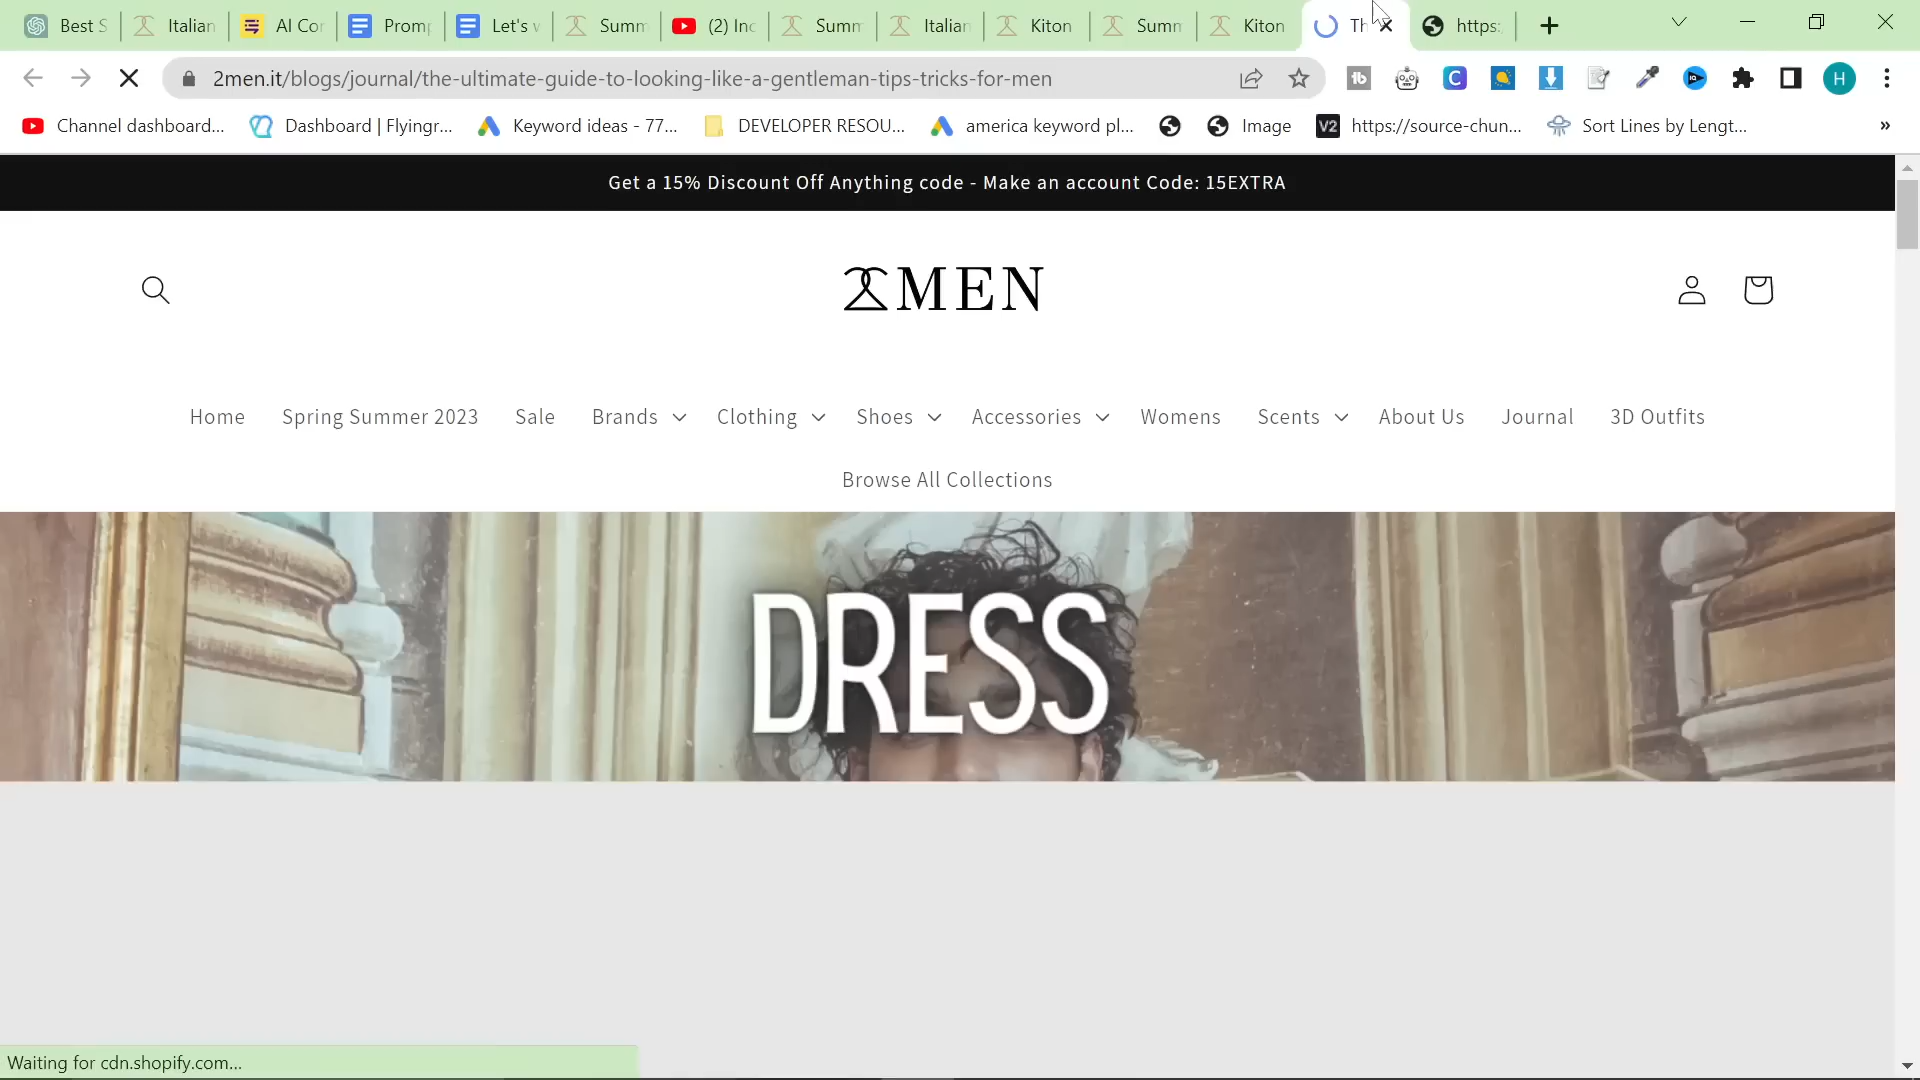 Best S
Italian
AI Cor
Prom
Let's v
Summ
(2) Inc
Summ
Italian
Kiton
Summ
Kiton
Th
https:
2men.it/blogs/journal/the-ultimate-guide-to-looking-like-a-gentleman-tips-tricks-for-men
H
Channel dashboard...
Dashboard | Flyingr...
Keyword ideas - 77...
DEVELOPER RESOU...
america keyword pl...
Image
V2
https://source-chun...
Sort Lines by Lengt...
»
Get a 15% Discount Off Anything code - Make an account Code: 15EXTRA
MEN
Home
Spring Summer 2023
Sale
Brands
Clothing
Shoes
Accessories
Womens
Scents
About Us
Journal
3D Outfits
Browse All Collections
DRESS
Waiting for cdn.shopify.com...